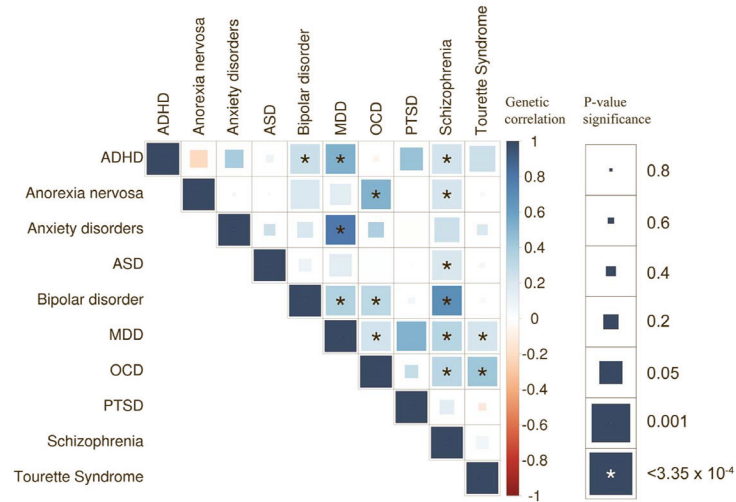 ADHD
Anorexia nervosa
Anxiety disorders
ASD
Bipolar disorder
MDD
OCD
PTSD
Schizophrenia
Tourette Syndrome
Genetic
correlation
P-value
significance
ADHD
Anorexia nervosa
Anxiety disorders
ASD
Bipolar disorder
MDD
OCD
PTSD
Schizophrenia
Tourette Syndrome
* * *
* *
*
*
* * *
* * *
* *
1
0.8
0.6
0.4
0.2
0
-0.2
-0.4
-0.6
-0.8
-1
0.8
0.6
0.4
0.2
0.05
0.001
* <3.35 x 10⁻⁴